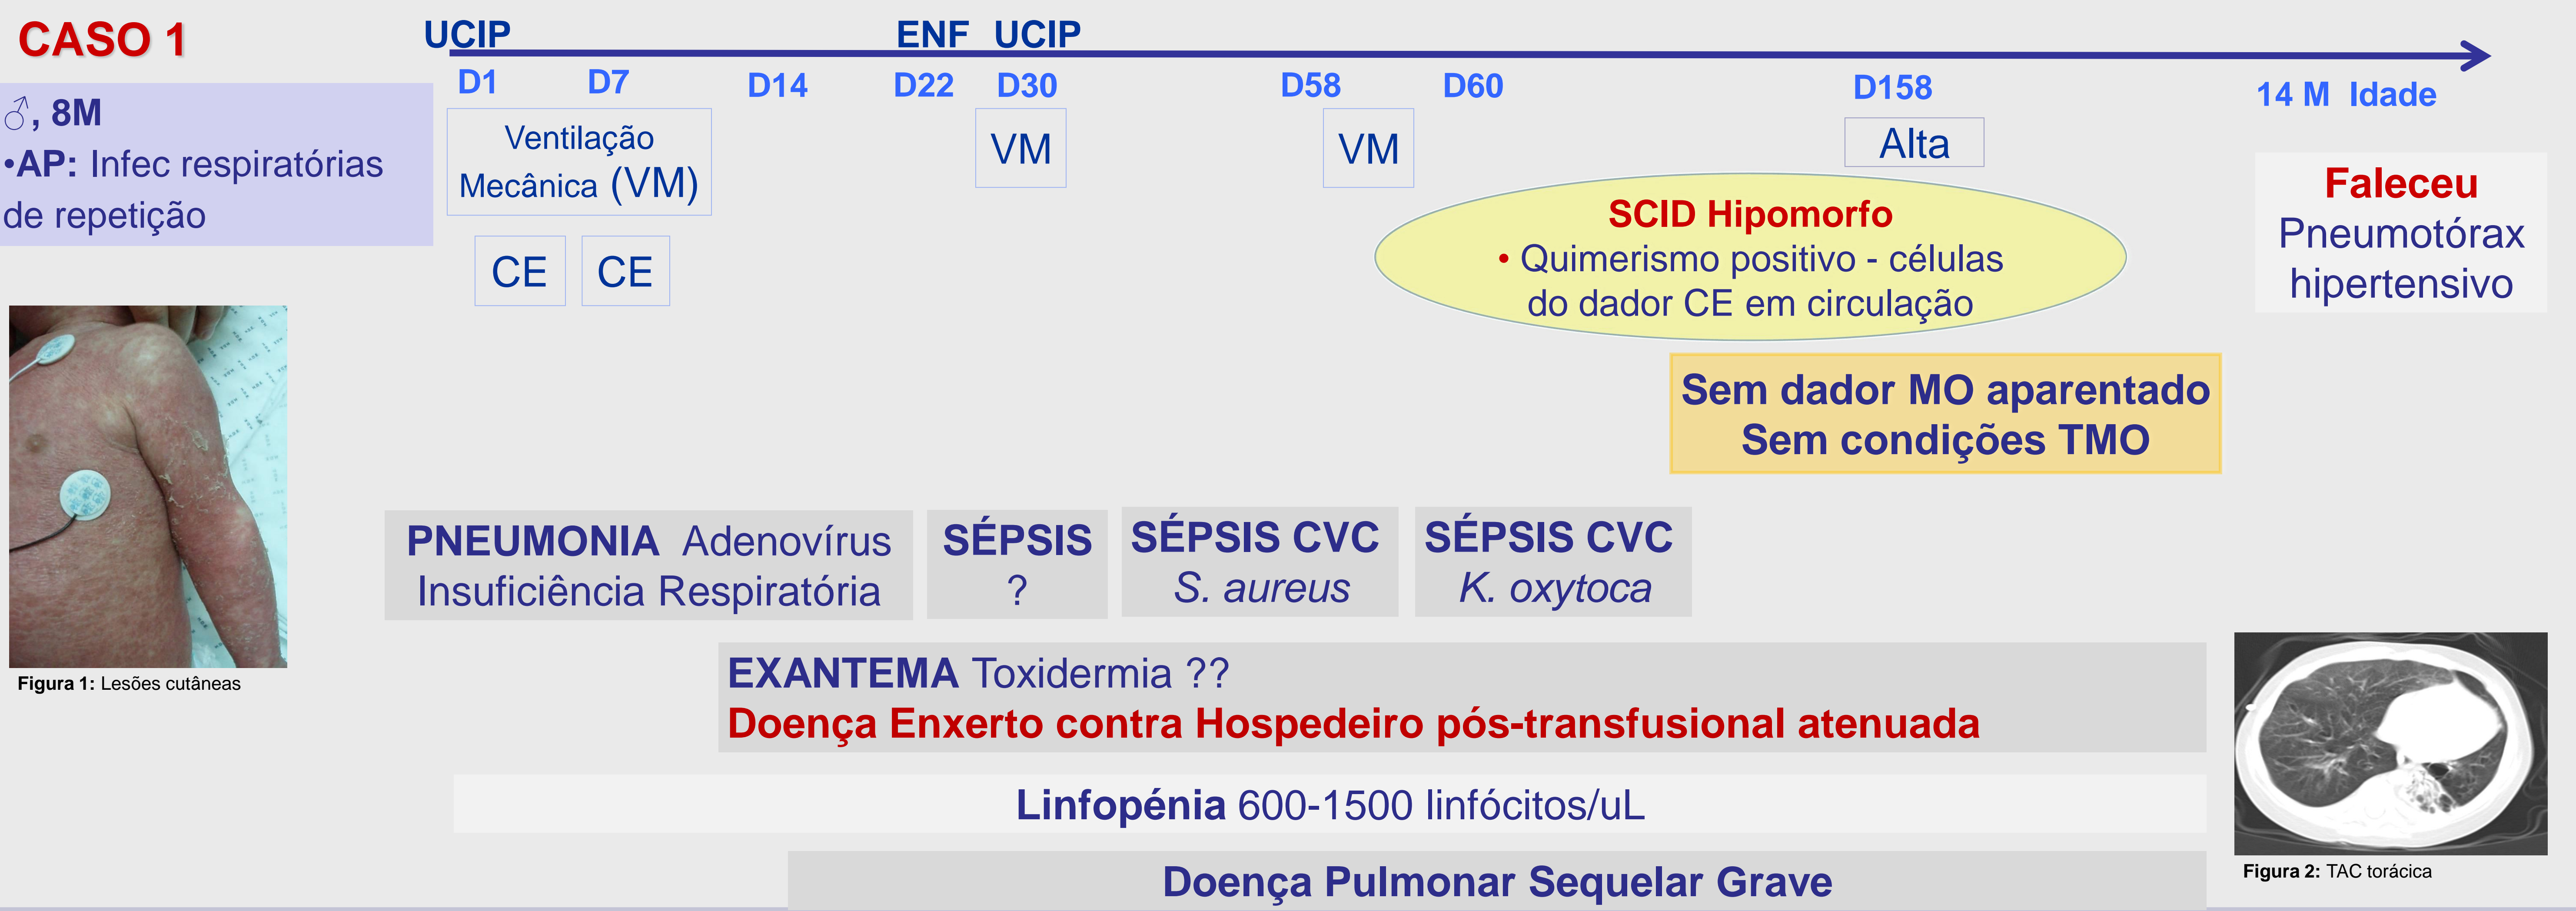 CASO 1
UCIP ENF UCIP
D1 D7 D14 D22 D30 D58 D60 D158 14 M Idade
♂, 8M
•AP: Infec respiratórias
de repetição
Ventilação
Mecânica (VM)
VM
VM
Alta
CE
CE
SCID Hipomorfo
• Quimerismo positivo - células
do dador CE em circulação
Faleceu
Pneumotórax
hipertensivo
Sem dador MO aparentado
Sem condições TMO
Figura 1: Lesões cutâneas
PNEUMONIA Adenovírus
Insuficiência Respiratória
SÉPSIS
?
SÉPSIS CVC
S. aureus
SÉPSIS CVC
K. oxytoca
EXANTEMA Toxidermia ??
Doença Enxerto contra Hospedeiro pós-transfusional atenuada
Linfopénia 600-1500 linfócitos/uL
Doença Pulmonar Sequelar Grave
Figura 2: TAC torácica